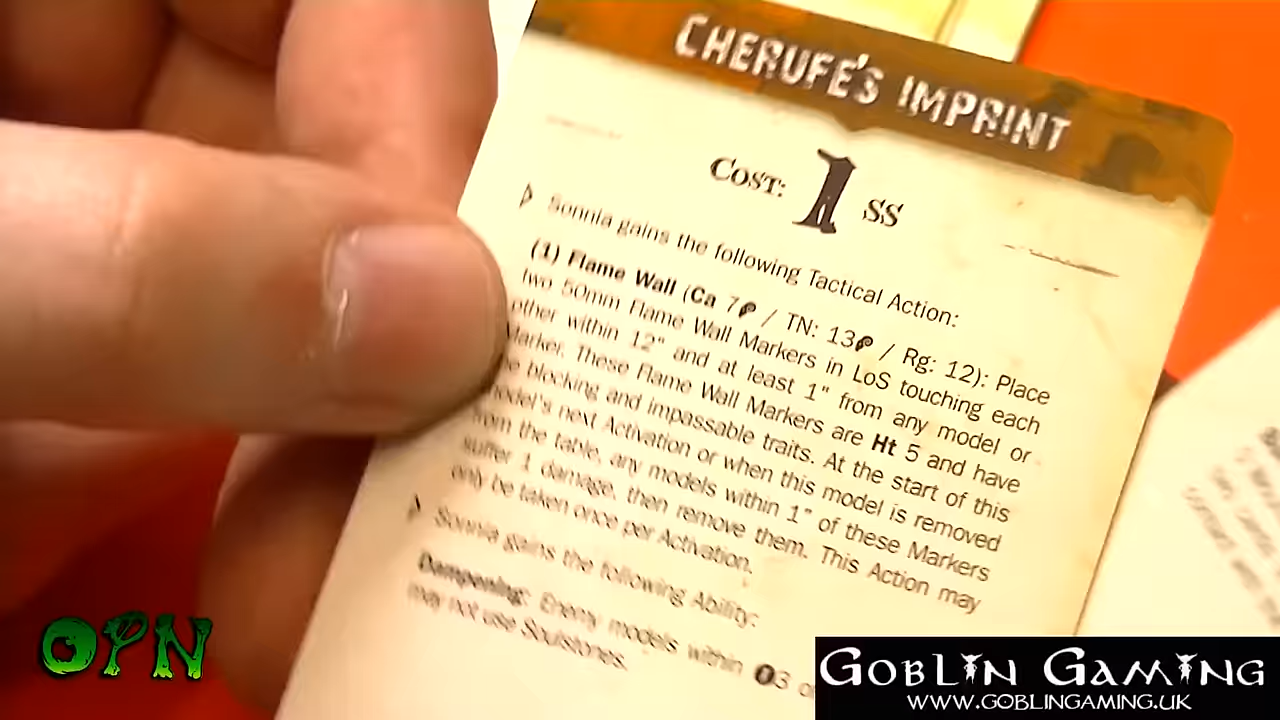 CHERUFE'S IMPRINT
COST: 1 SS
Sonnia gains the following Tactical Action:
(1) Flame Wall (Ca 7 / TN: 13 / Rg: 12): Place
two 50mm Flame Wall Markers in LoS touching each
other within 12" and at least 1" from any model or
Marker. These Flame Wall Markers are Ht 5 and have
blocking and impassable traits. At the start of this
model's next Activation or when this model is removed
from the table, any models within 1" of these Markers
suffer 1 damage, then remove them. This Action may
only be taken once per Activation.
Sonnia gains the following Ability:
Dampening: Enemy models within 3
may not use Soulstones.
OPN
GOBLIN GAMING
WWW.GOBLINGAMING.UK